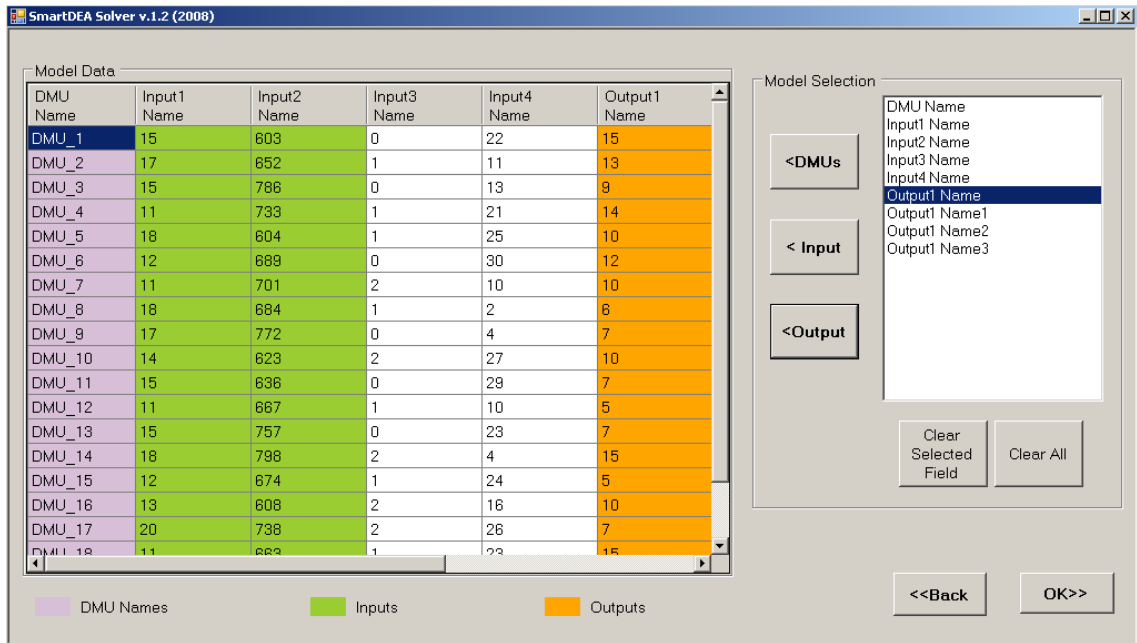 SmartDEA Solver v.1.2 (2008)
Model Data
DMU Name Input1 Name Input2 Name Input3 Name Input4 Name Output1 Name
DMU_1 15 603 0 22 15
DMU_2 17 652 1 11 13
DMU_3 15 786 0 13 9
DMU_4 11 733 1 21 14
DMU_5 18 604 1 25 10
DMU_6 12 689 0 30 12
DMU_7 11 701 2 10 10
DMU_8 18 684 1 2 6
DMU_9 17 772 0 4 7
DMU_10 14 623 2 27 10
DMU_11 15 636 0 29 7
DMU_12 11 667 1 10 5
DMU_13 15 757 0 23 7
DMU_14 18 798 2 4 15
DMU_15 12 674 1 24 5
DMU_16 13 608 2 16 10
DMU_17 20 738 2 26 7
DMU_18 11 663 1 23 15
DMU Names Inputs Outputs
Model Selection
<DMUs
< Input
<Output
DMU Name
Input1 Name
Input2 Name
Input3 Name
Input4 Name
Output1 Name
Output1 Name1
Output1 Name2
Output1 Name3
Clear Selected Field
Clear All
<<Back
OK>>